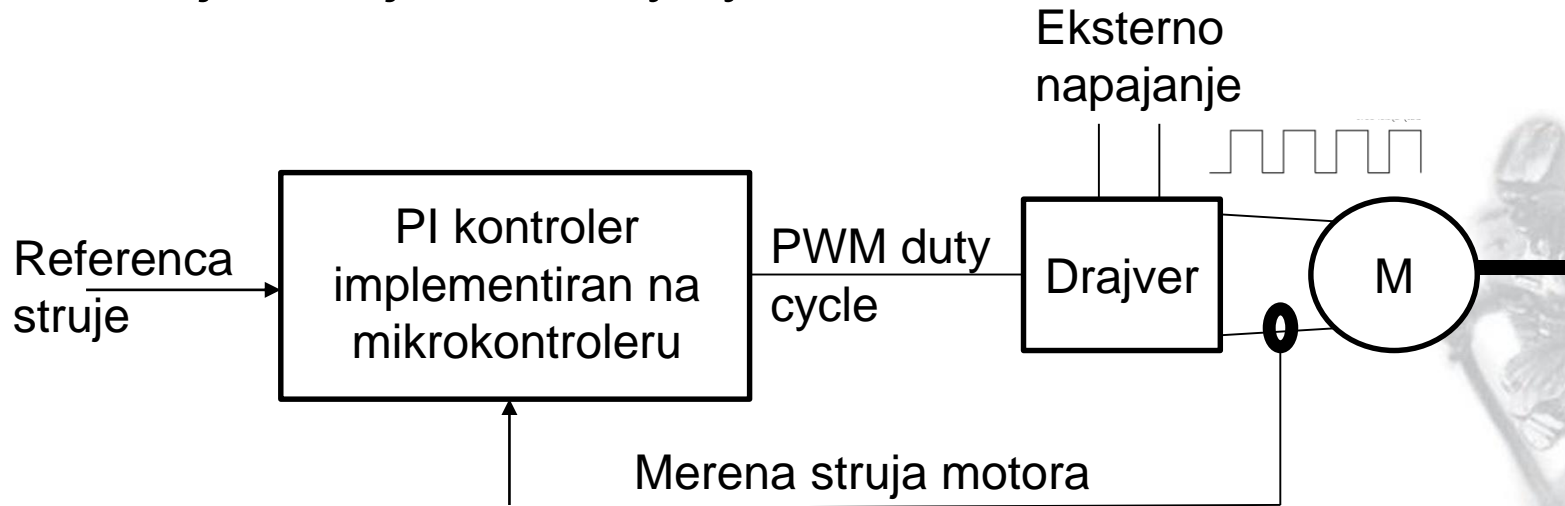 Eksterno
napajanje
Referenca
struje
PI kontroler
implementiran na
mikrokontroleru
PWM duty
cycle
Drajver
M
Merena struja motora